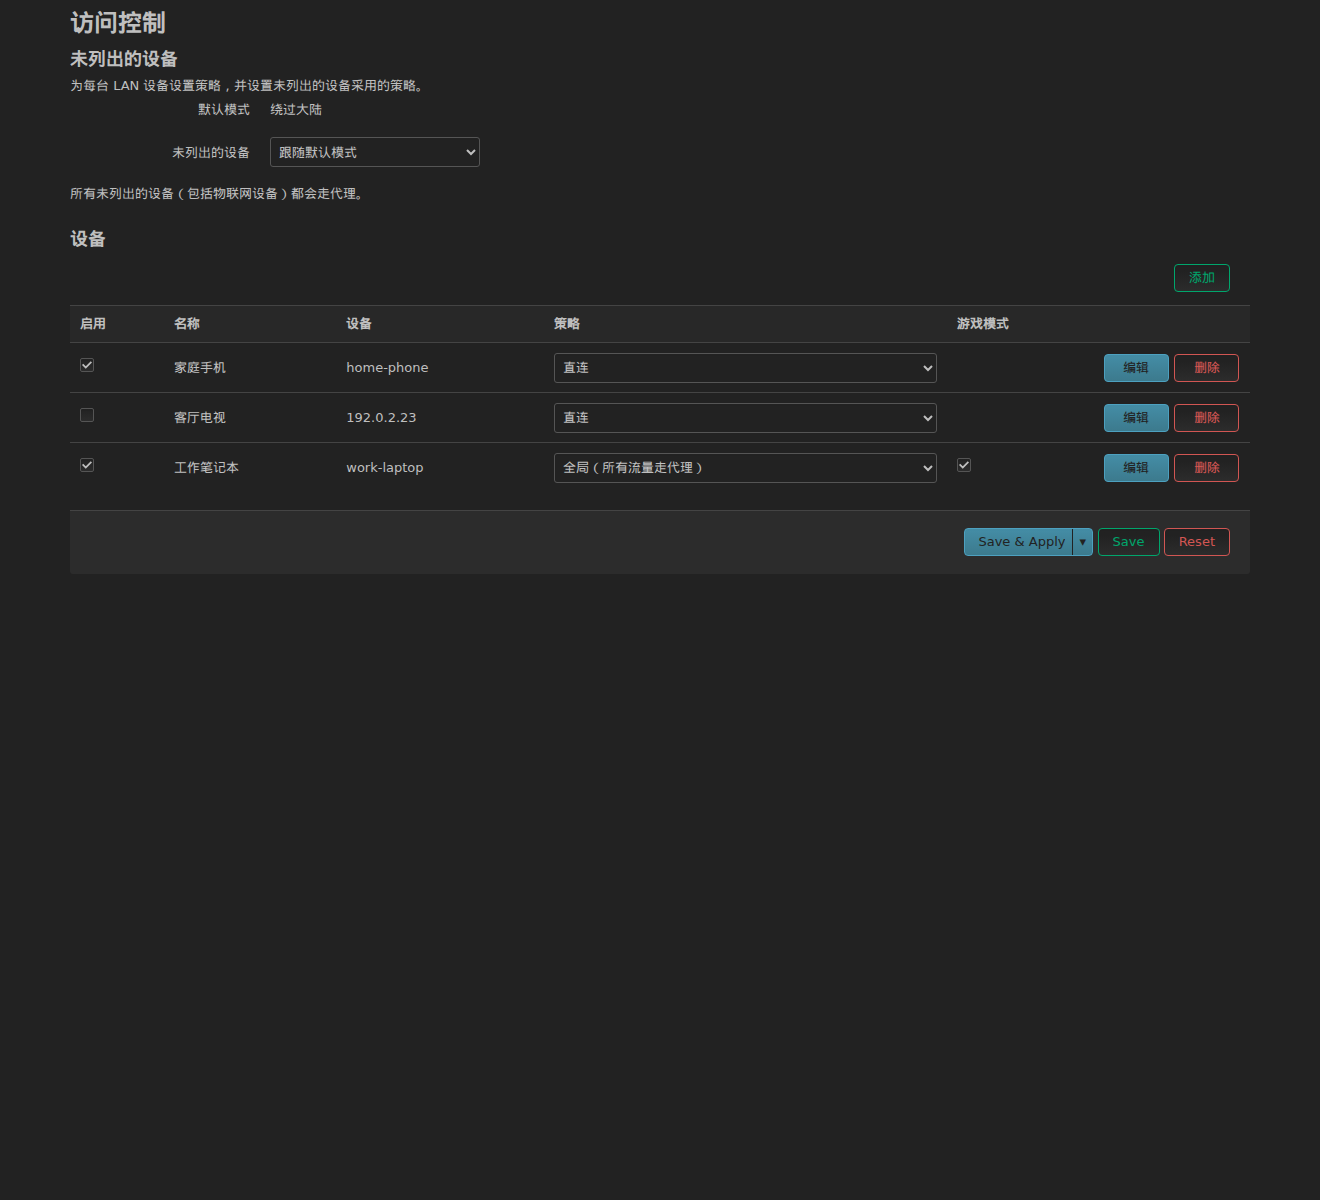 访问控制
未列出的设备
为每台 LAN 设备设置策略，并设置未列出的设备采用的策略。
默认模式 绕过大陆
未列出的设备 跟随默认模式
所有未列出的设备（包括物联网设备）都会走代理。
设备
添加
启用 名称 设备 策略 游戏模式
家庭手机 home-phone 直连 编辑 删除
客厅电视 192.0.2.23 直连 编辑 删除
工作笔记本 work-laptop 全局（所有流量走代理） 编辑 删除
Save & Apply ▾ Save Reset